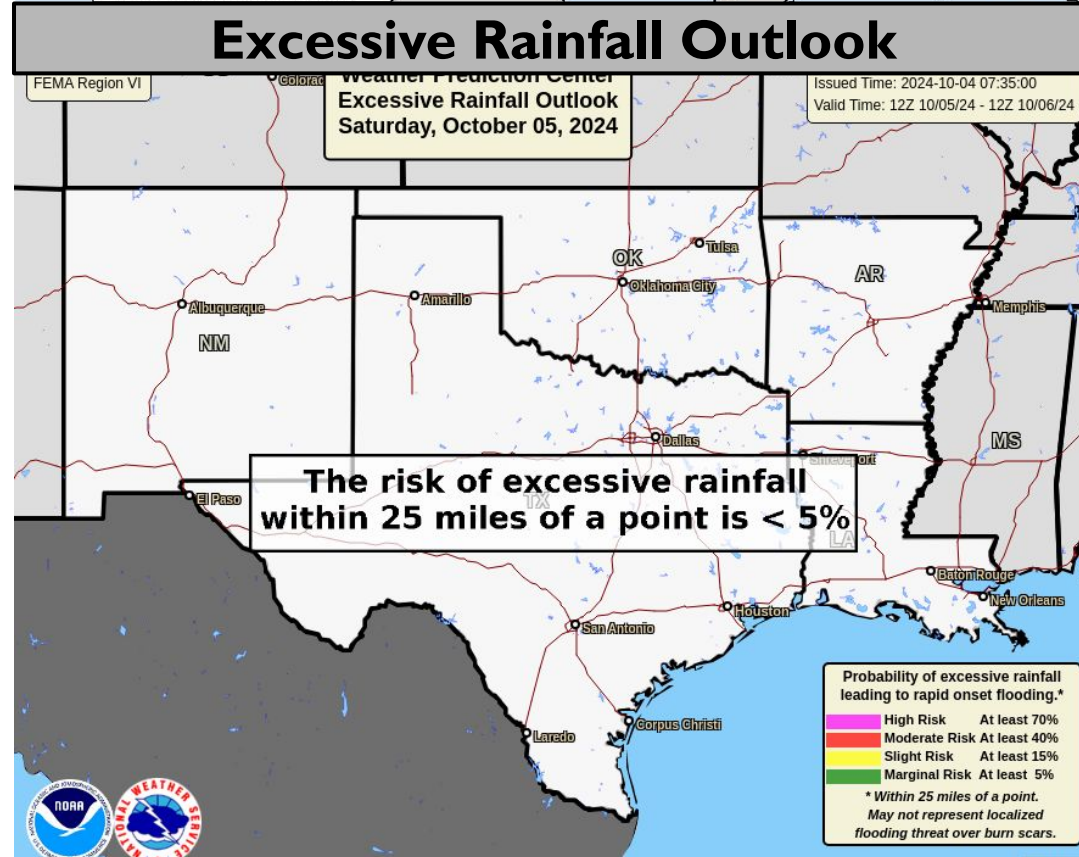 Excessive Rainfall Outlook
FEMA Region VI
Weather Prediction Center
Excessive Rainfall Outlook
Saturday, October 05, 2024
Issued Time: 2024-10-04 07:35:00
Valid Time: 12Z 10/05/24 - 12Z 10/06/24
Tulsa
OK
Oklahoma City
AR
Amarillo
Albuquerque
Memphis
NM
Dallas
MS
Shreveport
The risk of excessive rainfall
within 25 miles of a point is < 5%
El Paso
TX
LA
Baton Rouge
New Orleans
Houston
San Antonio
Corpus Christi
Laredo
Probability of excessive rainfall
leading to rapid onset flooding.*
High Risk At least 70%
Moderate Risk At least 40%
Slight Risk At least 15%
Marginal Risk At least 5%
* Within 25 miles of a point.
May not represent localized
flooding threat over burn scars.
NOAA
NATIONAL WEATHER SERVICE